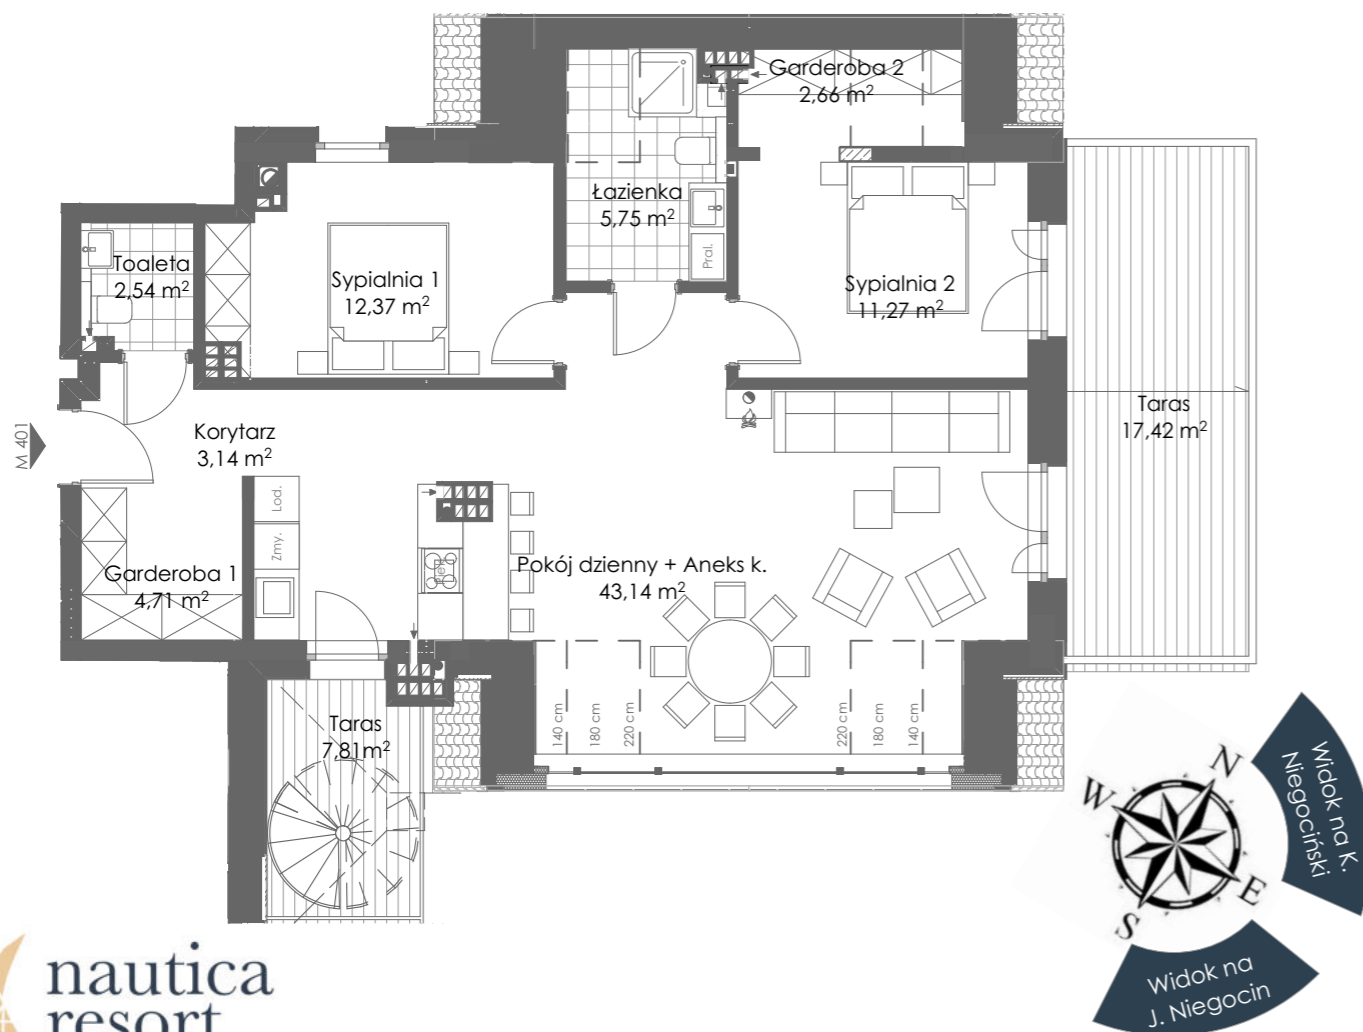 Garderoba 2
2,66 m²
Łazienka
5,75 m²
Pral.
Toaleta
2,54 m²
Sypialnia 1
12,37 m²
Sypialnia 2
11,27 m²
M 401
Korytarz
3,14 m²
Taras
17,42 m²
Lod.
Zmy.
Garderoba 1
4,71 m²
Pokój dzienny + Aneks k.
43,14 m²
Taras
7,81m²
140 cm
180 cm
220 cm
220 cm
180 cm
140 cm
N
W
E
S
Widok na K.
Niegociński
Widok na
J. Niegocin
nautica
resort